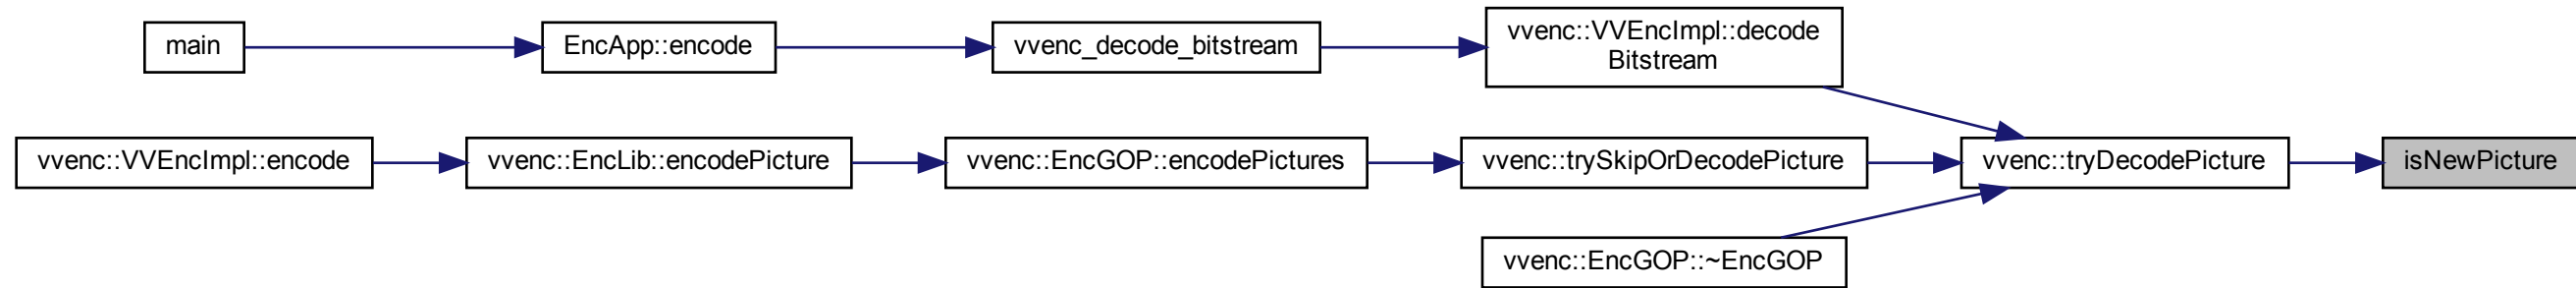 main
EncApp::encode
vvenc_decode_bitstream
vvenc::VVEncImpl::decode
Bitstream
vvenc::VVEncImpl::encode
vvenc::EncLib::encodePicture
vvenc::EncGOP::encodePictures
vvenc::trySkipOrDecodePicture
vvenc::tryDecodePicture
isNewPicture
vvenc::EncGOP::~EncGOP